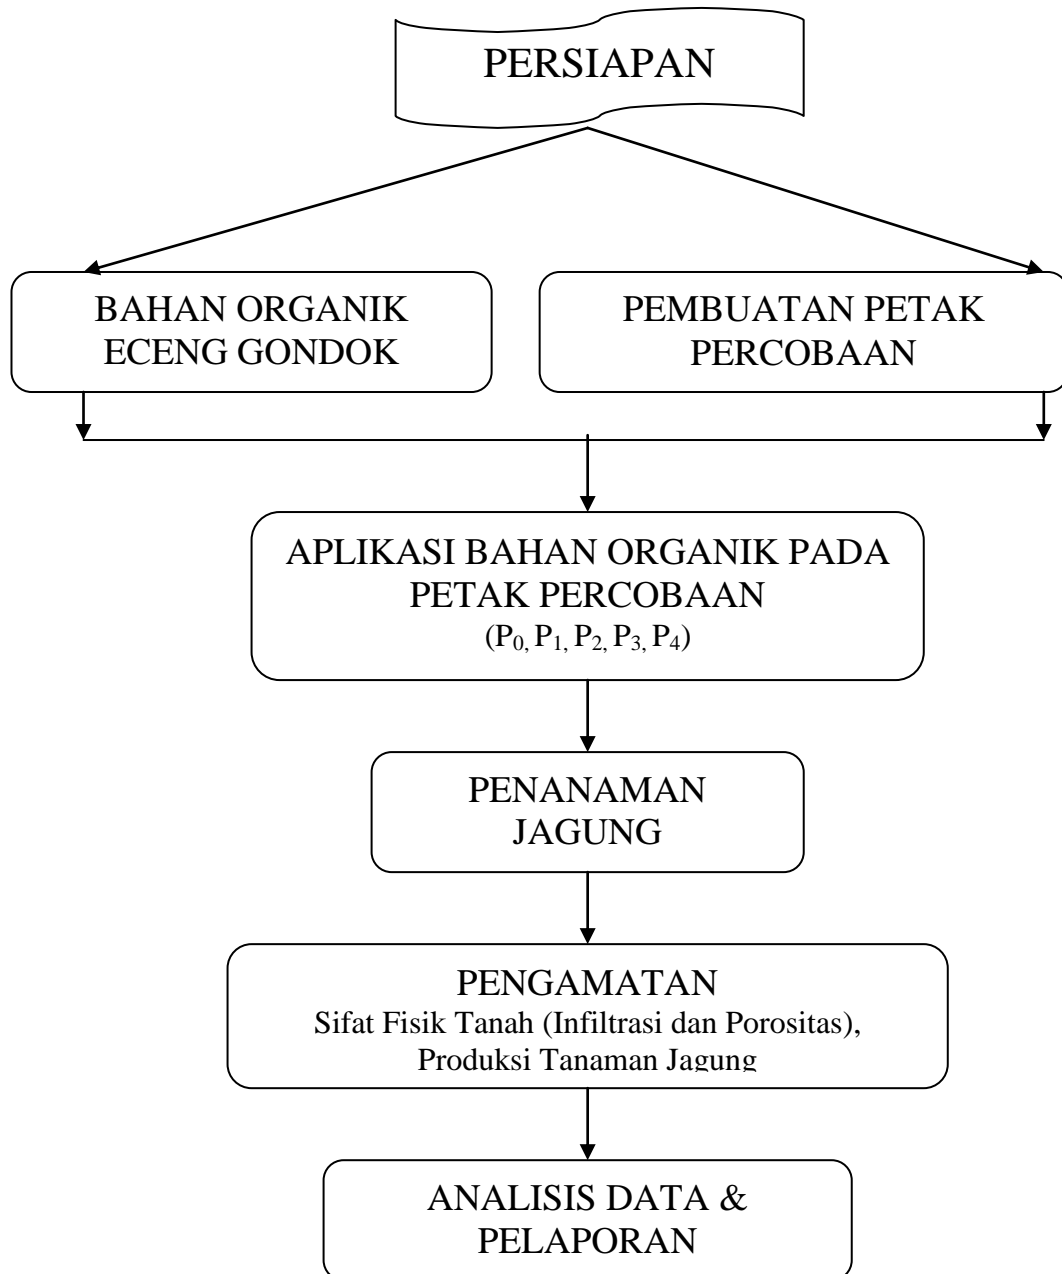 PERSIAPAN
BAHAN ORGANIK
ECENG GONDOK
PEMBUATAN PETAK
PERCOBAAN
APLIKASI BAHAN ORGANIK PADA
PETAK PERCOBAAN
(P₀, P₁, P₂, P₃, P₄)
PENANAMAN
JAGUNG
PENGAMATAN
Sifat Fisik Tanah (Infiltrasi dan Porositas),
Produksi Tanaman Jagung
ANALISIS DATA &
PELAPORAN